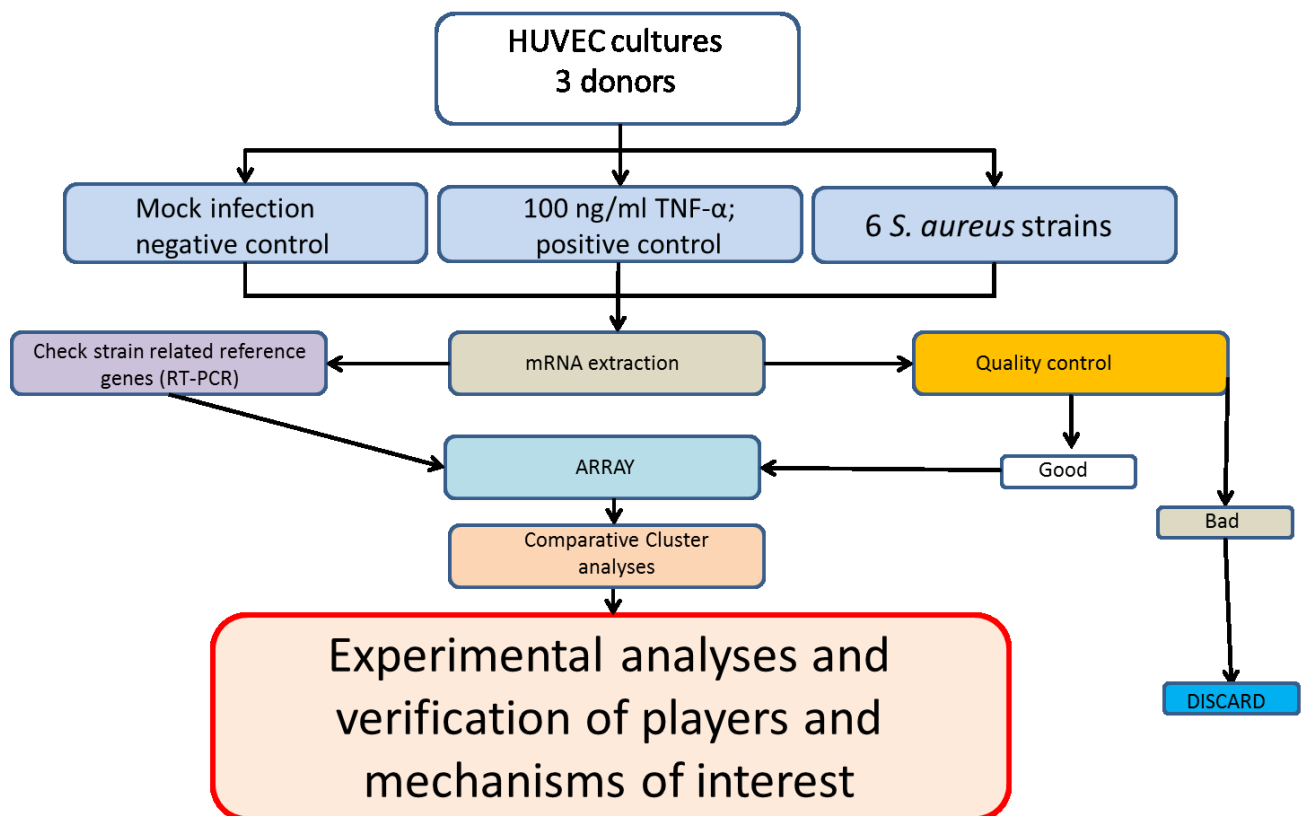 HUVEC cultures
3 donors
Mock infection
negative control
100 ng/ml TNF-α;
positive control
6 S. aureus strains
Check strain related reference
genes (RT-PCR)
mRNA extraction
Quality control
ARRAY
Good
Bad
Comparative Cluster
analyses
Experimental analyses and
verification of players and
mechanisms of interest
DISCARD